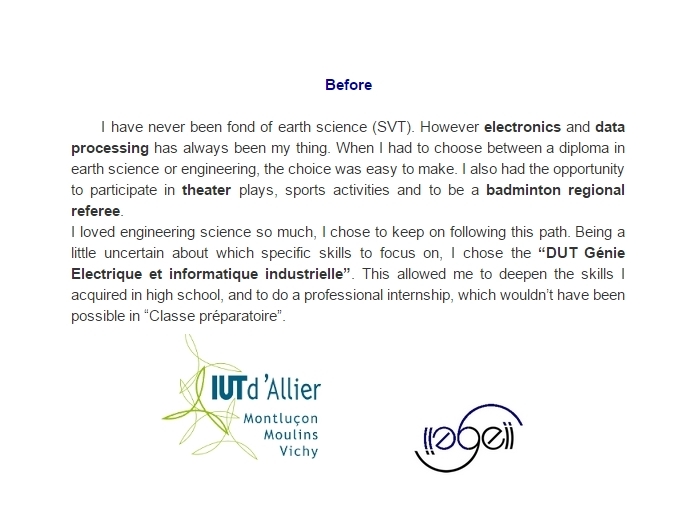 Before
I have never been fond of earth science (SVT). However electronics and data
processing has always been my thing. When I had to choose between a diploma in
earth science or engineering, the choice was easy to make. I also had the opportunity
to participate in theater plays, sports activities and to be a badminton regional
referee.
I loved engineering science so much, I chose to keep on following this path. Being a
little uncertain about which specific skills to focus on, I chose the “DUT Génie
Electrique et informatique industrielle”. This allowed me to deepen the skills I
acquired in high school, and to do a professional internship, which wouldn’t have been
possible in “Classe préparatoire”.
IUT d'Allier
Montluçon
Moulins
Vichy